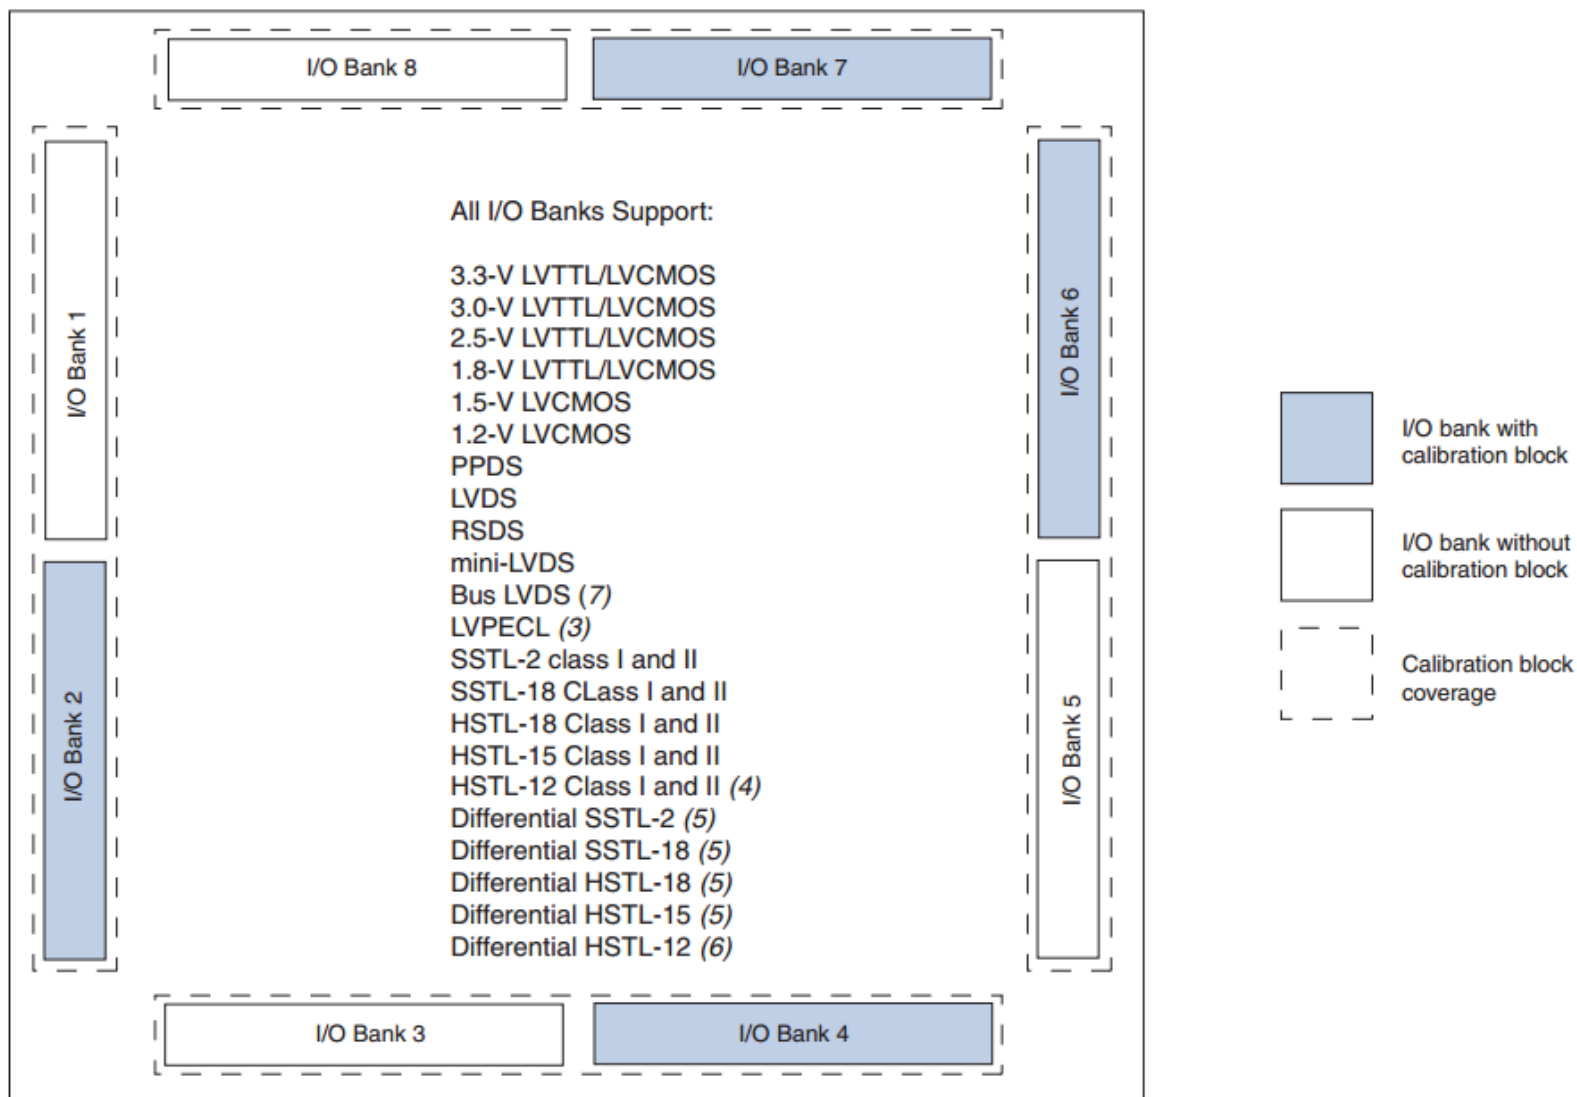 I/O Bank 8
I/O Bank 7
I/O Bank 1
I/O Bank 2
All I/O Banks Support:
3.3-V LVTTL/LVCMOS
3.0-V LVTTL/LVCMOS
2.5-V LVTTL/LVCMOS
1.8-V LVTTL/LVCMOS
1.5-V LVCMOS
1.2-V LVCMOS
PPDS
LVDS
RSDS
mini-LVDS
Bus LVDS (7)
LVPECL (3)
SSTL-2 class I and II
SSTL-18 CLass I and II
HSTL-18 Class I and II
HSTL-15 Class I and II
HSTL-12 Class I and II (4)
Differential SSTL-2 (5)
Differential SSTL-18 (5)
Differential HSTL-18 (5)
Differential HSTL-15 (5)
Differential HSTL-12 (6)
I/O Bank 6
I/O Bank 5
I/O Bank 3
I/O Bank 4
I/O bank with
calibration block
I/O bank without
calibration block
Calibration block
coverage